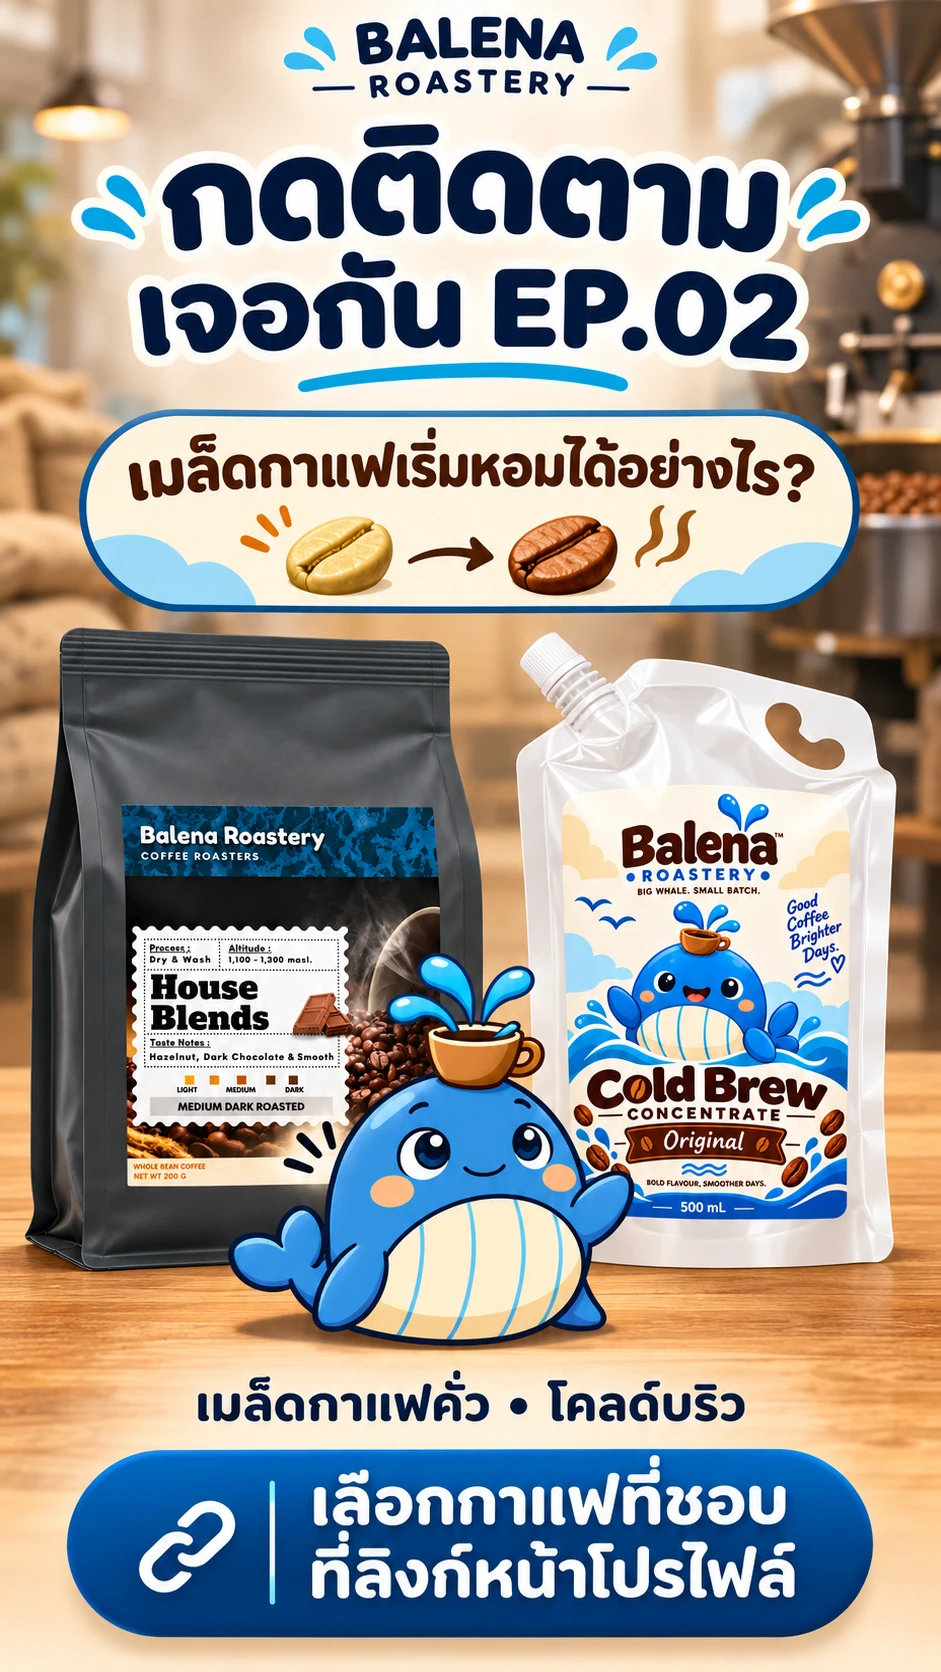 BALENA
ROASTERY
กดติดตาม
เจอกัน EP.02
เมล็ดกาแฟเริ่มหอมได้อย่างไร?
Balena Roastery
COFFEE ROASTERS
Process :
Dry & Wash
Altitude :
1,100 - 1,300 masl.
House
Blends
Taste Notes :
Hazelnut, Dark Chocolate & Smooth
LIGHT MEDIUM DARK
MEDIUM DARK ROASTED
WHOLE BEAN COFFEE
NET WT 200 G
Balena™
ROASTERY
BIG WHALE. SMALL BATCH.
Good
Coffee
Brighter
Days.
Cold Brew
CONCENTRATE
Original
BOLD FLAVOUR, SMOOTHER DAYS.
500 mL
เมล็ดกาแฟคั่ว • โคลด์บริว
เลือกกาแฟที่ชอบ
ที่ลิงก์หน้าโปรไฟล์